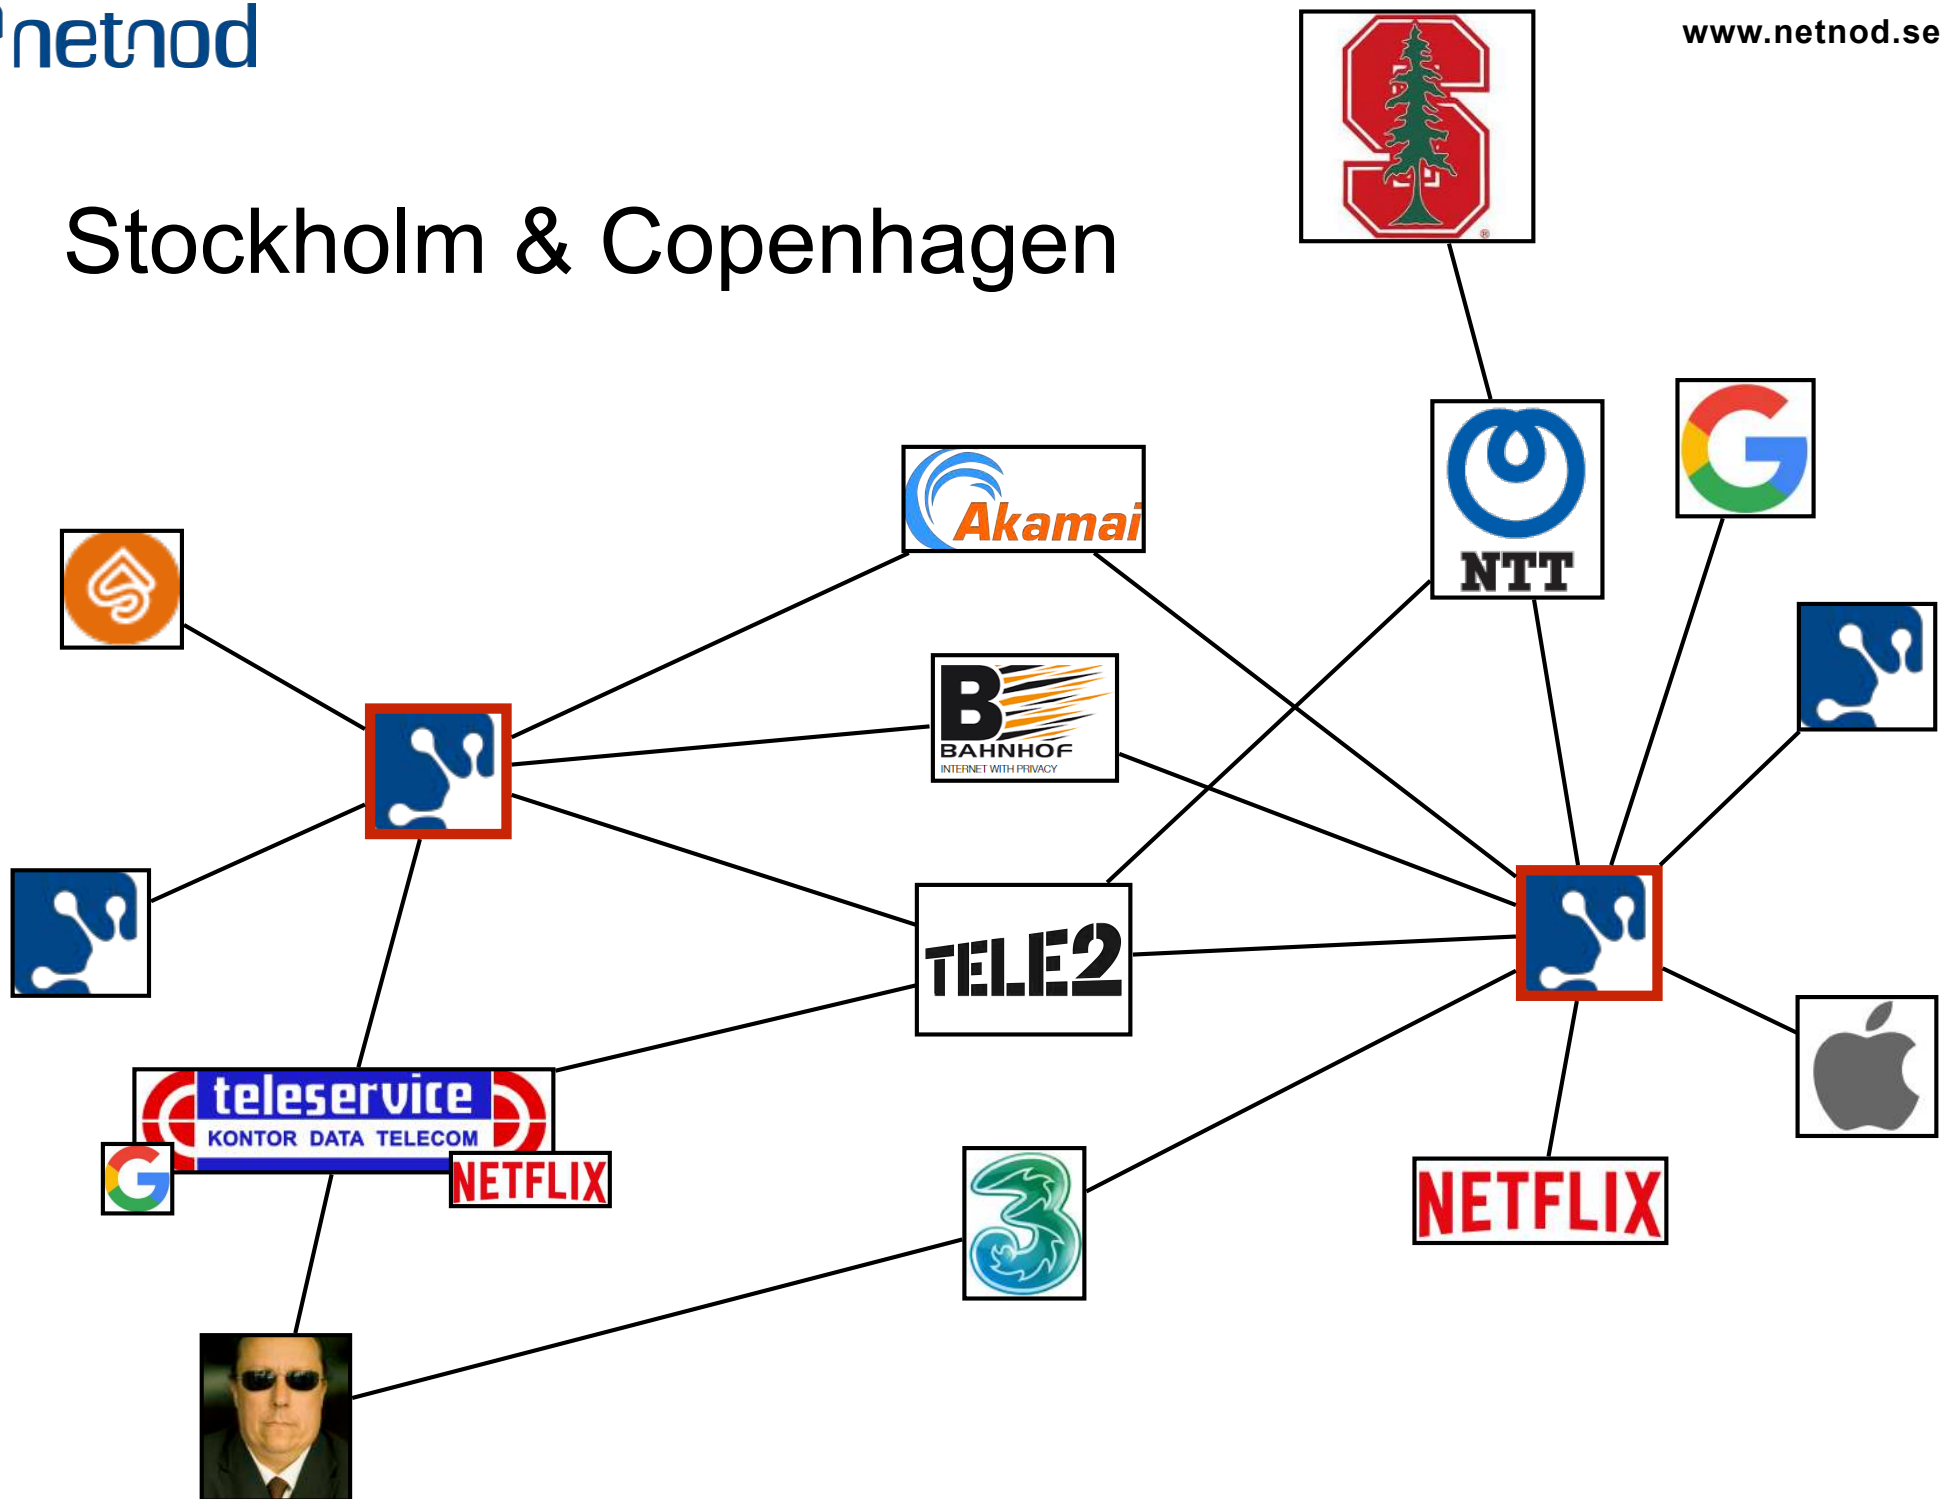 netnod
www.netnod.se
S
®
Stockholm & Copenhagen
Akamai
NTT
B
BAHNHOF
INTERNET WITH PRIVACY
TELE2
teleservice
KONTOR DATA TELECOM
NETFLIX
3
NETFLIX